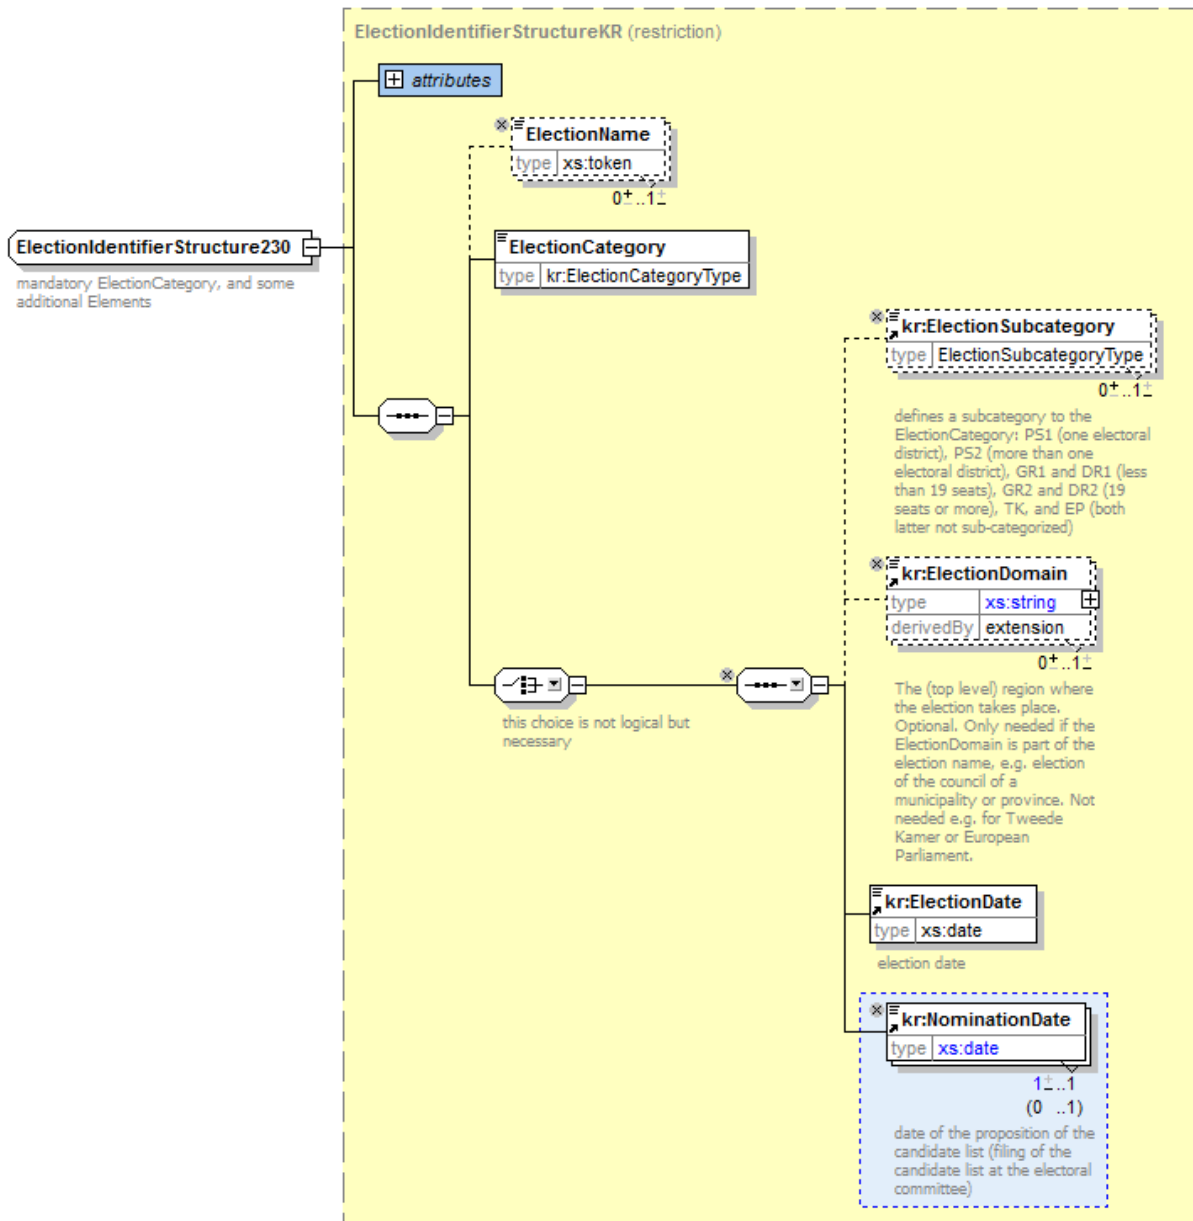 ElectionIdentifierStructureKR (restriction)
attributes
ElectionName
type xs:token
0±..1±
ElectionIdentifierStructure230
mandatory ElectionCategory, and some
additional Elements
ElectionCategory
type kr:ElectionCategoryType
kr:ElectionSubcategory
type ElectionSubcategoryType
0±..1±
defines a subcategory to the
ElectionCategory: PS1 (one electoral
district), PS2 (more than one
electoral district), GR1 and DR1 (less
than 19 seats), GR2 and DR2 (19
seats or more), TK, and EP (both
latter not sub-categorized)
kr:ElectionDomain
type xs:string
derivedBy extension
0±..1±
The (top level) region where
the election takes place.
Optional. Only needed if the
ElectionDomain is part of the
election name, e.g. election
of the council of a
municipality or province. Not
needed e.g. for Tweede
Kamer or European
Parliament.
this choice is not logical but
necessary
kr:ElectionDate
type xs:date
election date
kr:NominationDate
type xs:date
1±..1
(0 ..1)
date of the proposition of the
candidate list (filing of the
candidate list at the electoral
committee)